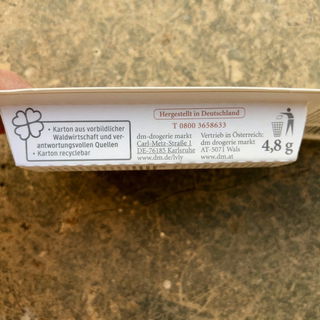 • Karton aus vorbildlicher
Waldwirtschaft und ver-
antwortungsvollen Quellen
• Karton recyclebar
Hergestellt in Deutschland
T 0800 3658633
dm-drogerie markt
Carl-Metz-Straße 1
DE-76185 Karlsruhe
www.dm.de/lviy
Vertrieb in Österreich:
dm drogerie markt
AT-5071 Wals
www.dm.at
4,8 g